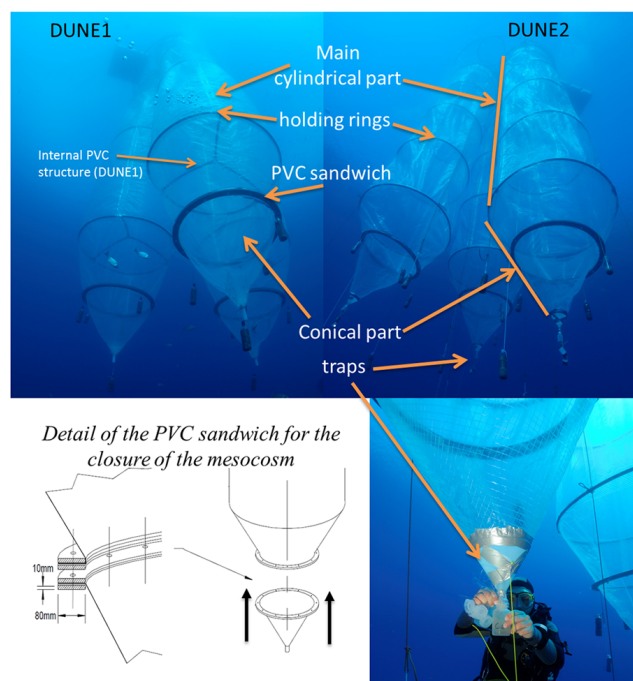 DUNE1
DUNE2
Main
cylindrical part
holding rings
Internal PVC
structure (DUNE1)
PVC sandwich
Conical part
traps
Detail of the PVC sandwich for the
closure of the mesocosm
10mm
80mm